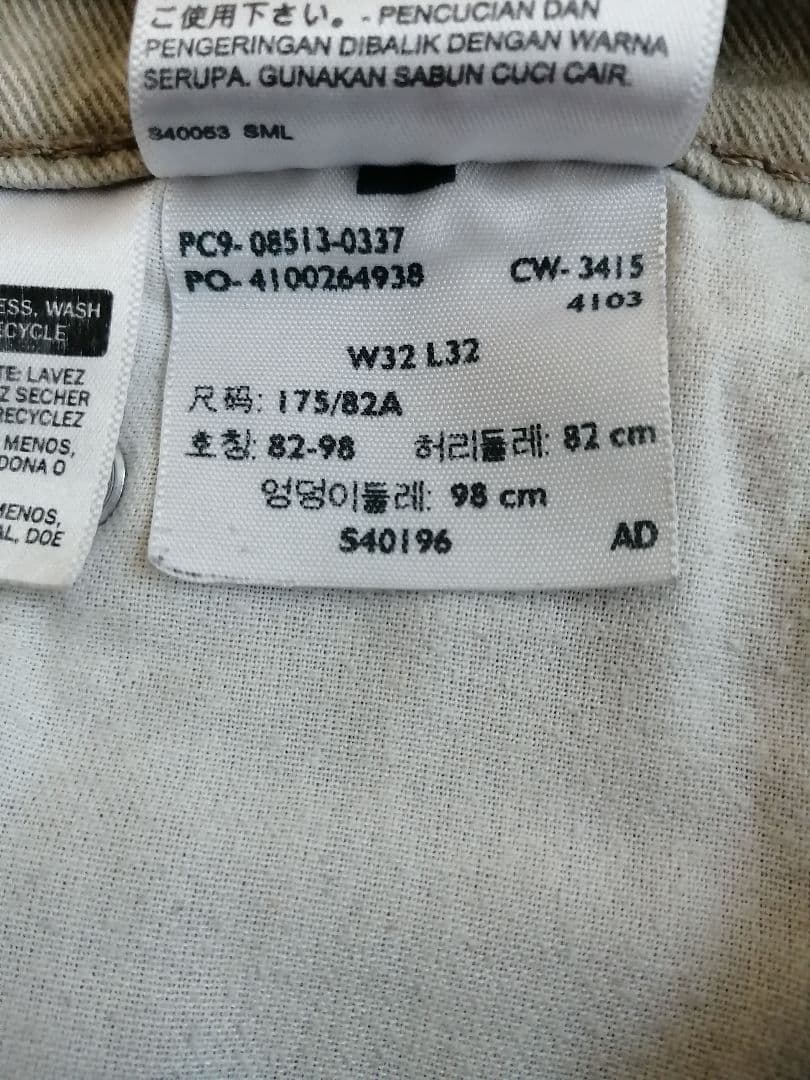 ご使用下さい。- PENCUCIAN DAN
PENGERINGAN DIBALIK DENGAN WARNA
SERUPA. GUNAKAN SABUN CUCI CAIR.
S40053 SML
ESS, WASH
ECYCLE
TE: LAVEZ
Z SECHER
RECYCLEZ
MENOS,
DONA O
MENOS,
AL, DOE
PC9-08513-0337
PO-4100264938
CW-3415
4103
W32 L32
尺码: 175/82A
호칭: 82-98 허리둘레: 82 cm
엉덩이둘레: 98 cm
S40196 AD